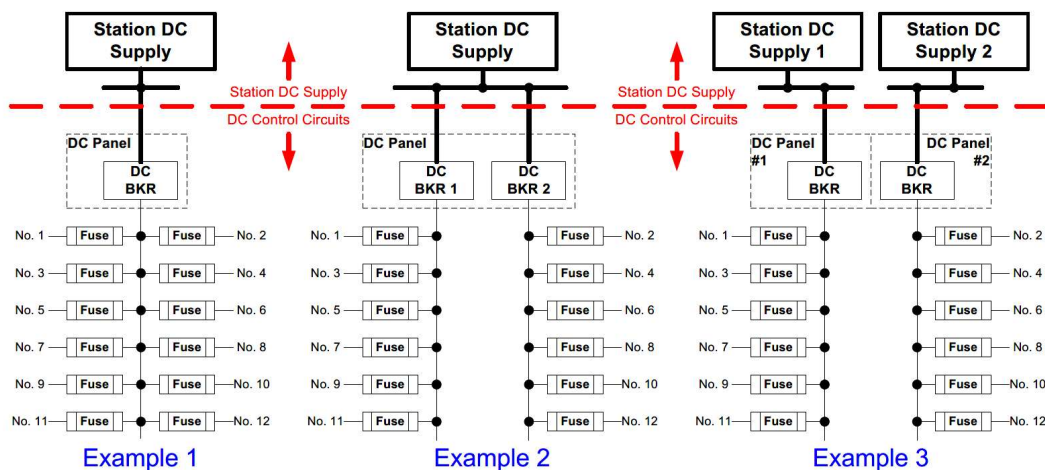 Station DC
Supply
Station DC
Supply
Station DC
Supply 1
Station DC
Supply 2
Station DC Supply
DC Control Circuits
Station DC Supply
DC Control Circuits
DC Panel
DC
BKR
DC Panel
DC
BKR 1
DC
BKR 2
DC Panel
#1
DC
BKR
DC Panel
#2
DC
BKR
No. 1 Fuse Fuse No. 2
No. 3 Fuse Fuse No. 4
No. 5 Fuse Fuse No. 6
No. 7 Fuse Fuse No. 8
No. 9 Fuse Fuse No. 10
No. 11 Fuse Fuse No. 12
Example 1
No. 1 Fuse Fuse No. 2
No. 3 Fuse Fuse No. 4
No. 5 Fuse Fuse No. 6
No. 7 Fuse Fuse No. 8
No. 9 Fuse Fuse No. 10
No. 11 Fuse Fuse No. 12
Example 2
No. 1 Fuse Fuse No. 2
No. 3 Fuse Fuse No. 4
No. 5 Fuse Fuse No. 6
No. 7 Fuse Fuse No. 8
No. 9 Fuse Fuse No. 10
No. 11 Fuse Fuse No. 12
Example 3